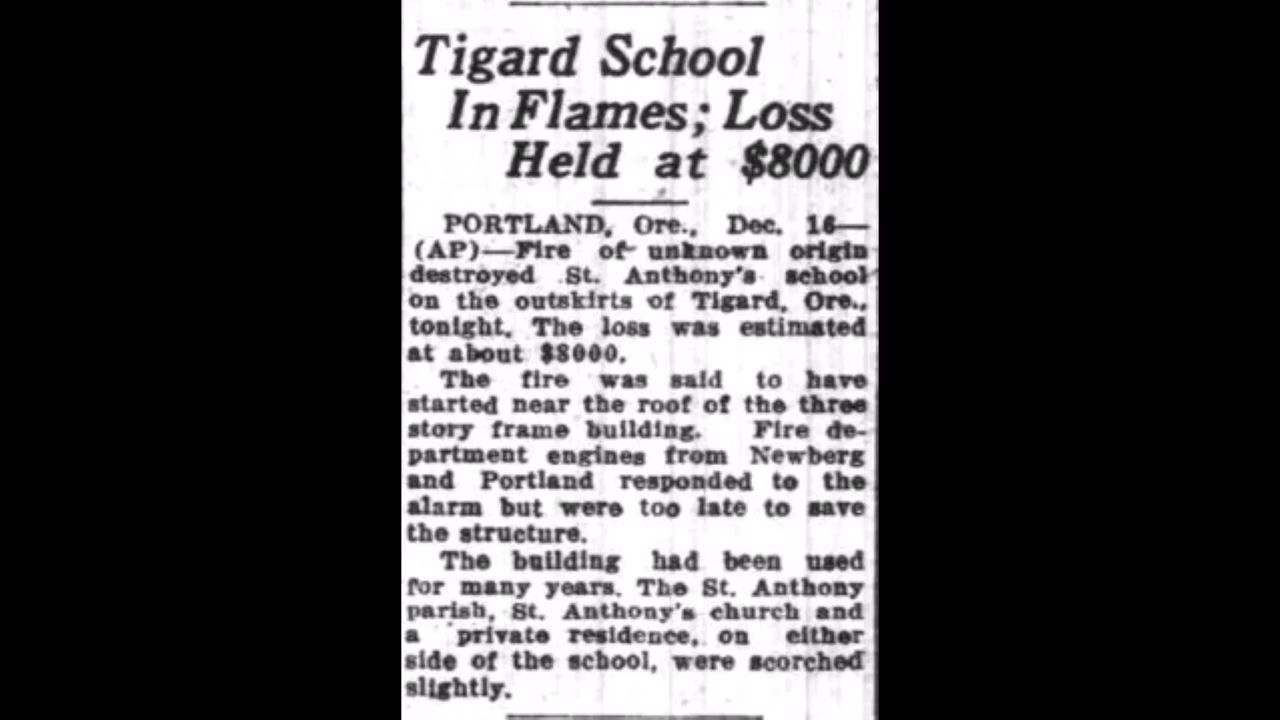 Tigard School
In Flames; Loss
Held at $8000
PORTLAND, Ore., Dec. 16—
(AP)—Fire of unknown origin
destroyed St. Anthony's school
on the outskirts of Tigard, Ore.,
tonight. The loss was estimated
at about $8000.
The fire was said to have
started near the roof of the three
story frame building. Fire de-
partment engines from Newberg
and Portland responded to the
alarm but were too late to save
the structure.
The building had been used
for many years. The St. Anthony
parish, St. Anthony's church and
a private residence, on either
side of the school, were scorched
slightly.